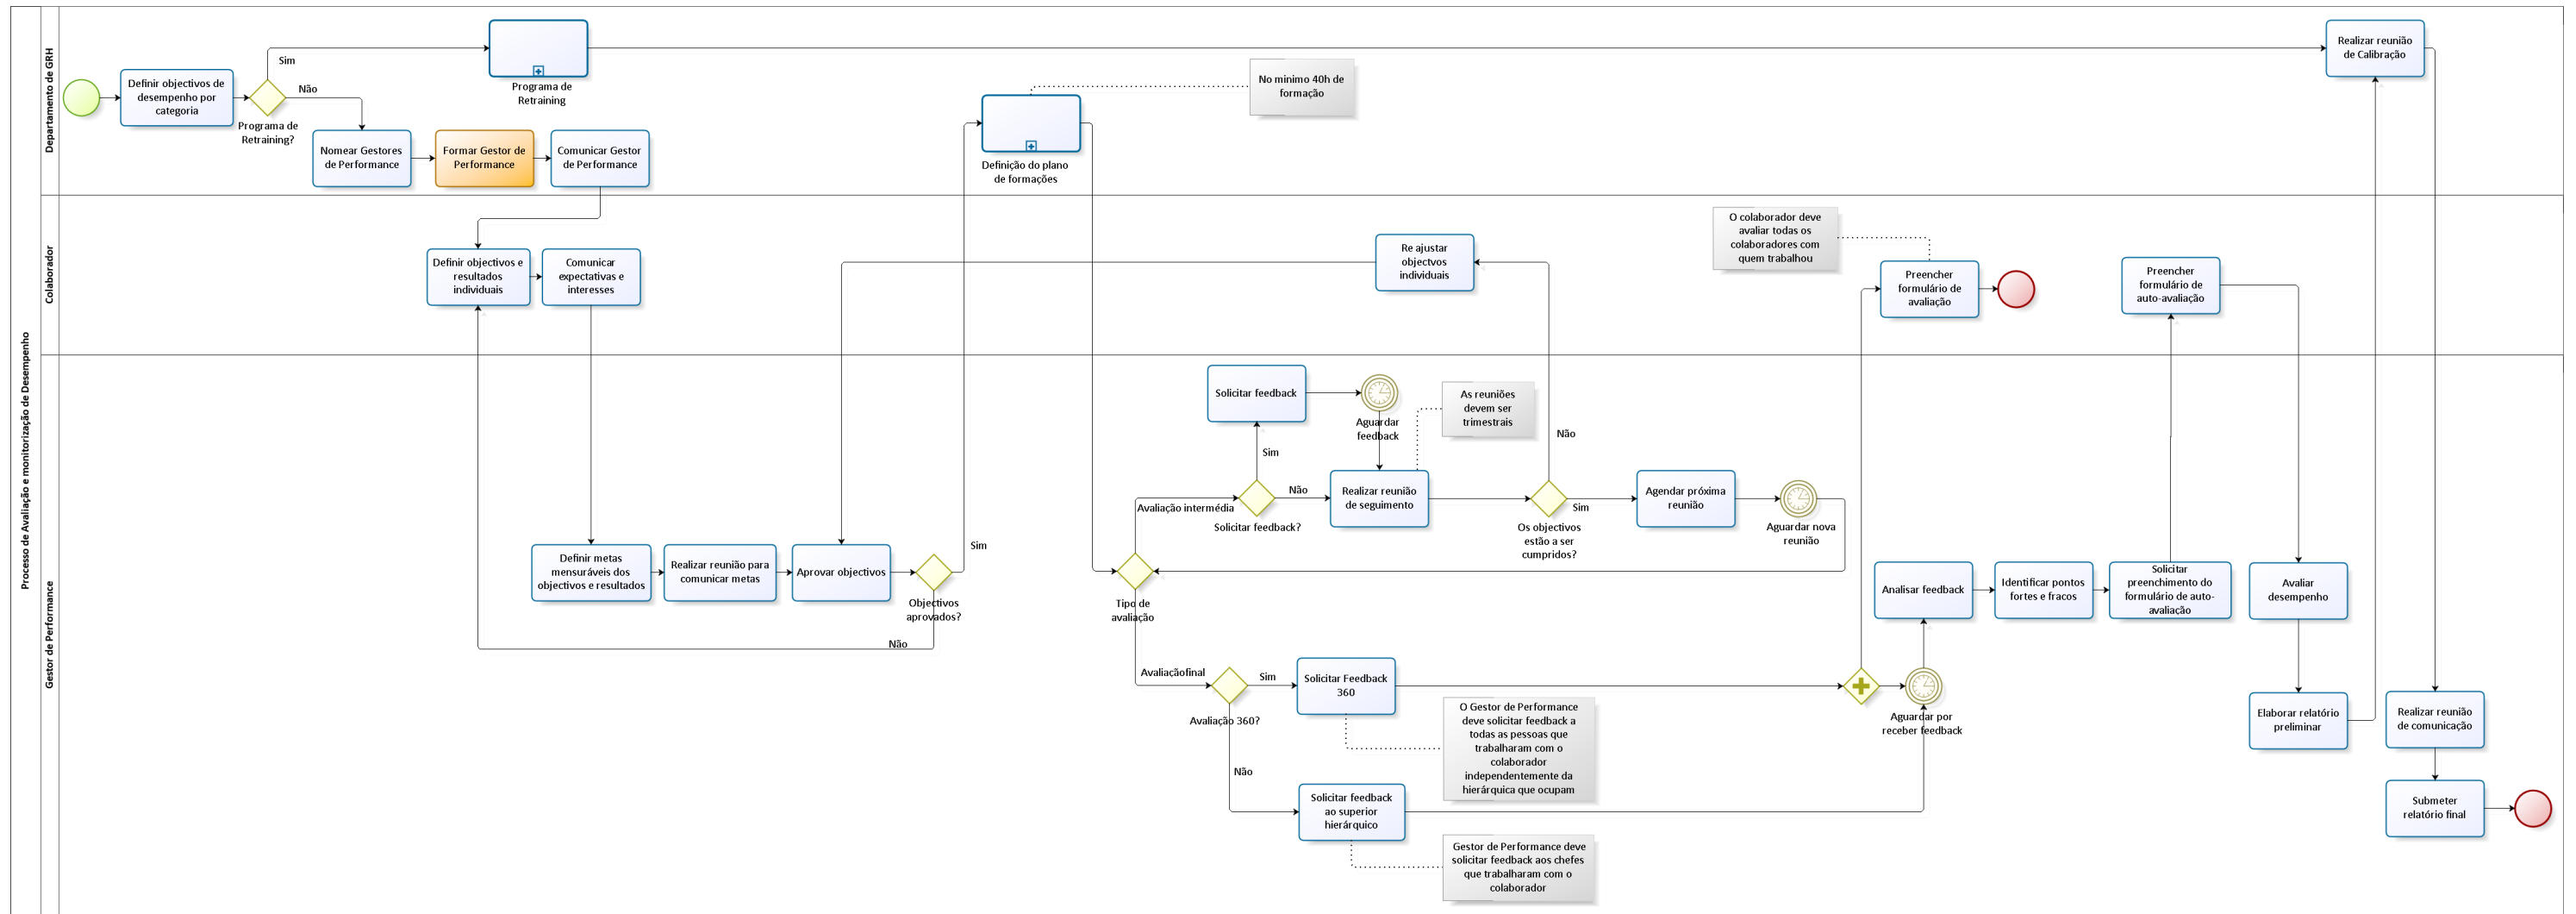 Processo de Avaliação e monitorização de Desempenho
Departamento de GRH
Definir objectivos de
desempenho por
categoria
Programa de
Retraining?
Sim
Não
Programa de
Retraining
Nomear Gestores
de Performance
Formar Gestor de
Performance
Comunicar Gestor
de Performance
Definição do plano
de formações
No minimo 40h de
formação
Realizar reunião
de Calibração
Colaborador
Definir objectivos e
resultados
individuais
Comunicar
expectativas e
interesses
Re ajustar
objectvos
individuais
O colaborador deve
avaliar todas os
colaboradores com
quem trabalhou
Preencher
formulário de
avaliação
Preencher
formulário de
auto-avaliação
Gestor de Performance
Definir metas
mensuráveis dos
objectivos e resultados
Realizar reunião para
comunicar metas
Aprovar objectivos
Objectivos
aprovados?
Sim
Não
Tipo de
avaliação
Avaliação intermédia
Solicitar feedback?
Sim
Não
Solicitar feedback
Aguardar
feedback
As reuniões
devem ser
trimestrais
Realizar reunião
de seguimento
Os objectivos
estão a ser
cumpridos?
Não
Sim
Agendar próxima
reunião
Aguardar nova
reunião
Avaliaçãofinal
Avaliação 360?
Sim
Não
Solicitar Feedback
360
O Gestor de Performance
deve solicitar feedback a
todas as pessoas que
trabalharam com o
colaborador
independentemente da
hierárquica que ocupam
Solicitar feedback
ao superior
hierárquico
Gestor de Performance deve
solicitar feedback aos chefes
que trabalharam com o
colaborador
Aguardar por
receber feedback
Analisar feedback
Identificar pontos
fortes e fracos
Solicitar
preenchimento do
formulário de auto-
avaliação
Avaliar
desempenho
Elaborar relatório
preliminar
Realizar reunião
de comunicação
Submeter
relatório final